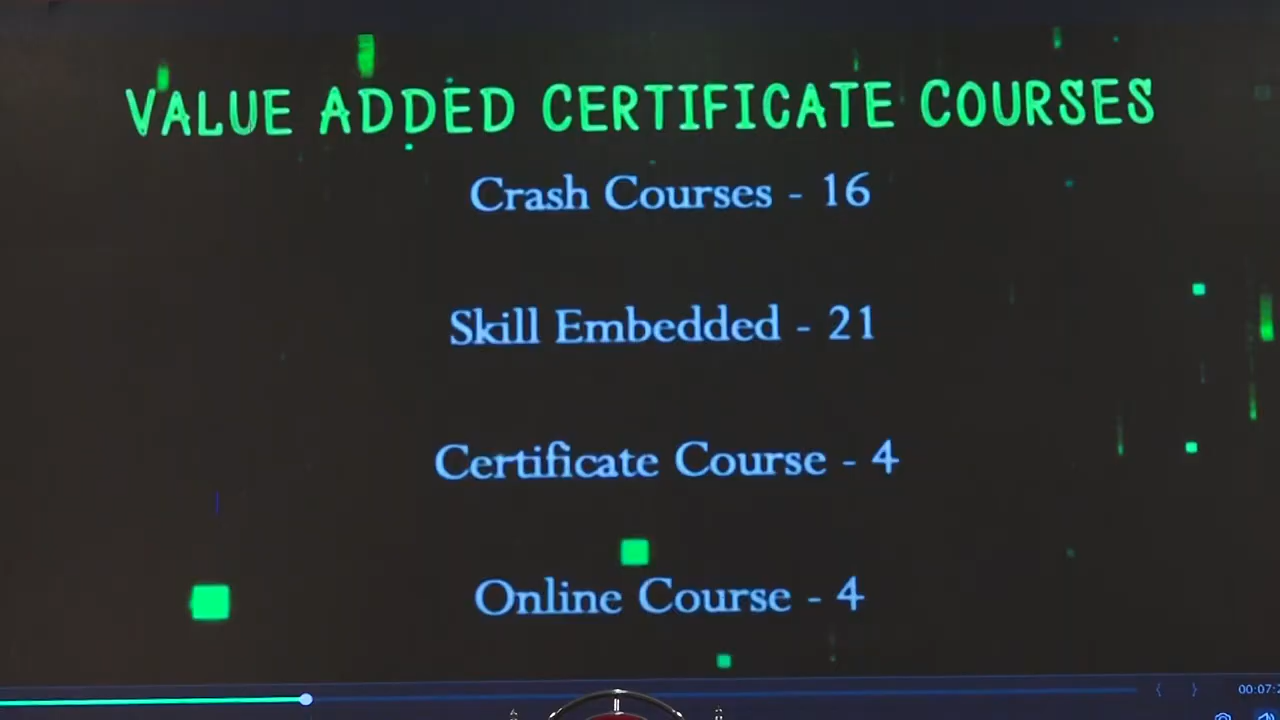 VALUE ADDED CERTIFICATE COURSES
Crash Courses - 16
Skill Embedded - 21
Certificate Course - 4
Online Course - 4